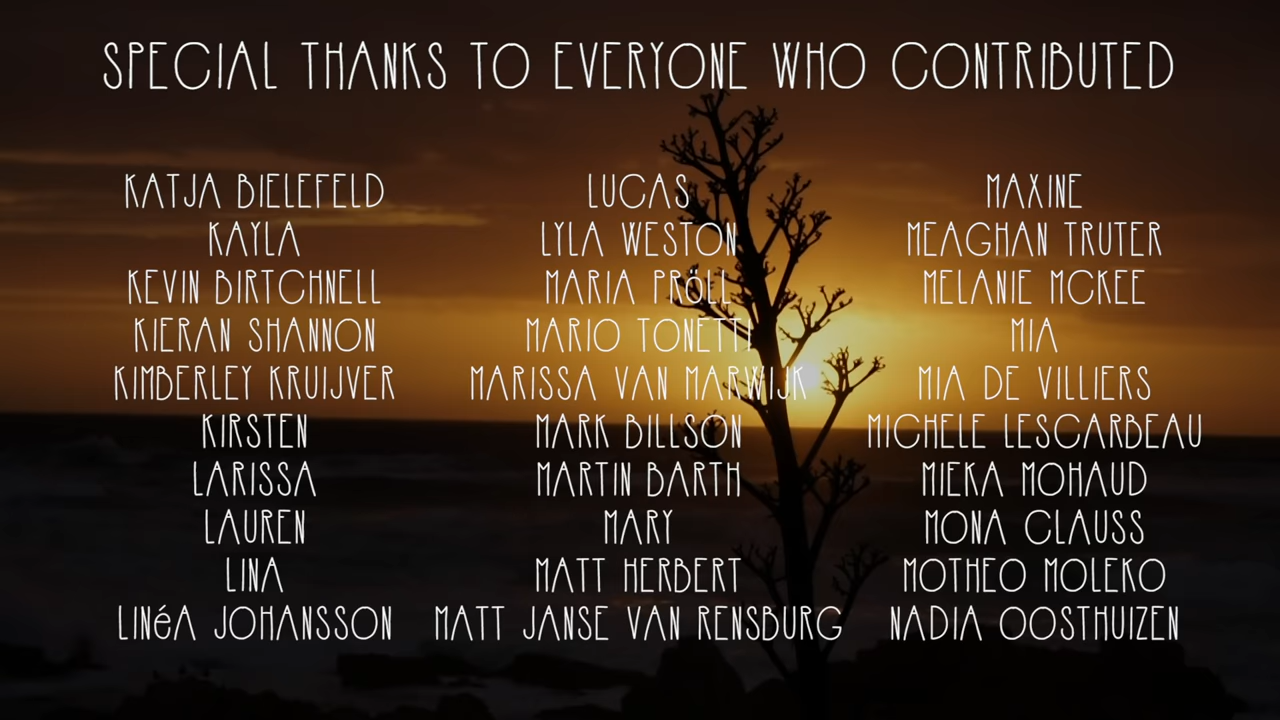 SPECIAL THANKS TO EVERYONE WHO CONTRIBUTED
KATJA BIELEFELD
KAYLA
KEVIN BIRTCHNELL
KIERAN SHANNON
KIMBERLEY KRUIJVER
KIRSTEN
LARISSA
LAUREN
LINA
LINéA JOHANSSON
LUCAS
LYLA WESTON
MARIA PRÖLL
MARIO TONETTI
MARISSA VAN MARWIJK
MARK BILLSON
MARTIN BARTH
MARY
MATT HERBERT
MATT JANSE VAN RENSBURG
MAXINE
MEAGHAN TRUTER
MELANIE MCKEE
MIA
MIA DE VILLIERS
MICHELE LESCARBEAU
MIEKA MOHAUD
MONA CLAUSS
MOTHEO MOLEKO
NADIA OOSTHUIZEN